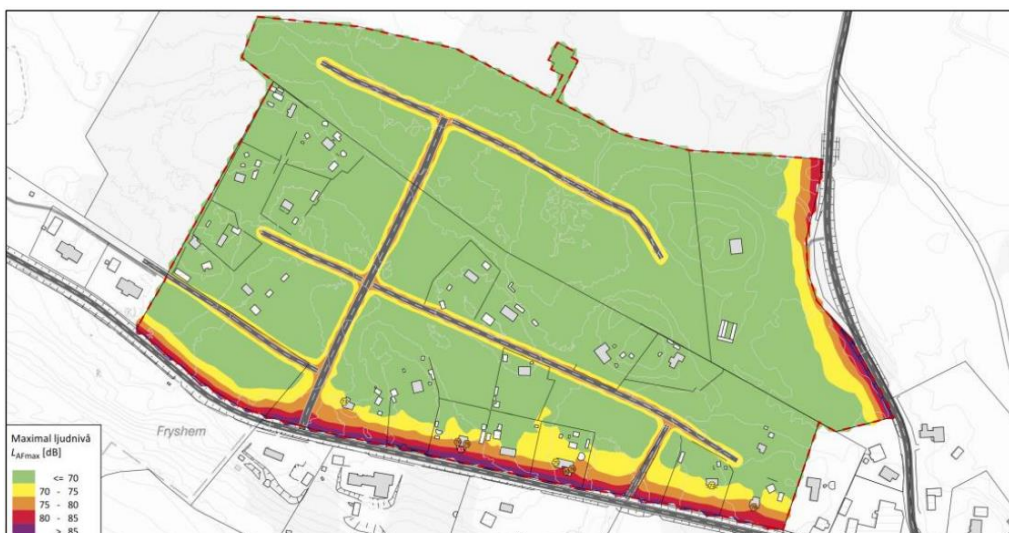 Fryshem
Maximal ljudnivå
LAFmax [dB]
<= 70
70 - 75
75 - 80
80 - 85
> 85